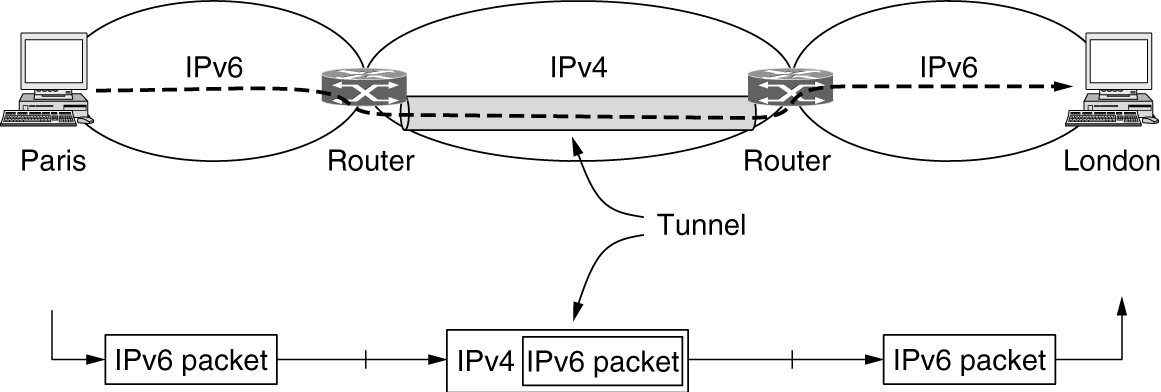 IPv6
IPv4
IPv6
Paris
Router
Router
London
Tunnel
IPv6 packet
IPv4
IPv6 packet
IPv6 packet